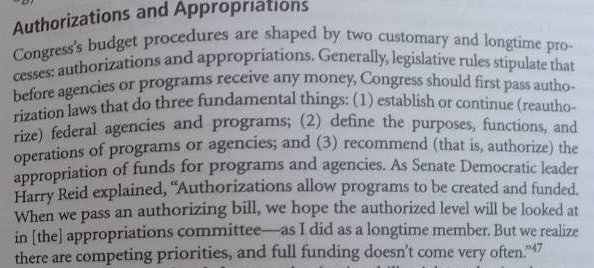 Authorizations and Appropriations
Congress's budget procedures are shaped by two customary and longtime pro-
cesses: authorizations and appropriations. Generally, legislative rules stipulate that
before agencies or programs receive any money, Congress should first pass autho-
rization laws that do three fundamental things: (1) establish or continue (reautho-
rize) federal agencies and programs; (2) define the purposes, functions, and
operations of programs or agencies; and (3) recommend (that is, authorize) the
appropriation of funds for programs and agencies. As Senate Democratic leader
Harry Reid explained, "Authorizations allow programs to be created and funded.
When we pass an authorizing bill, we hope the authorized level will be looked at
in [the] appropriations committee—as I did as a longtime member. But we realize
there are competing priorities, and full funding doesn't come very often."47